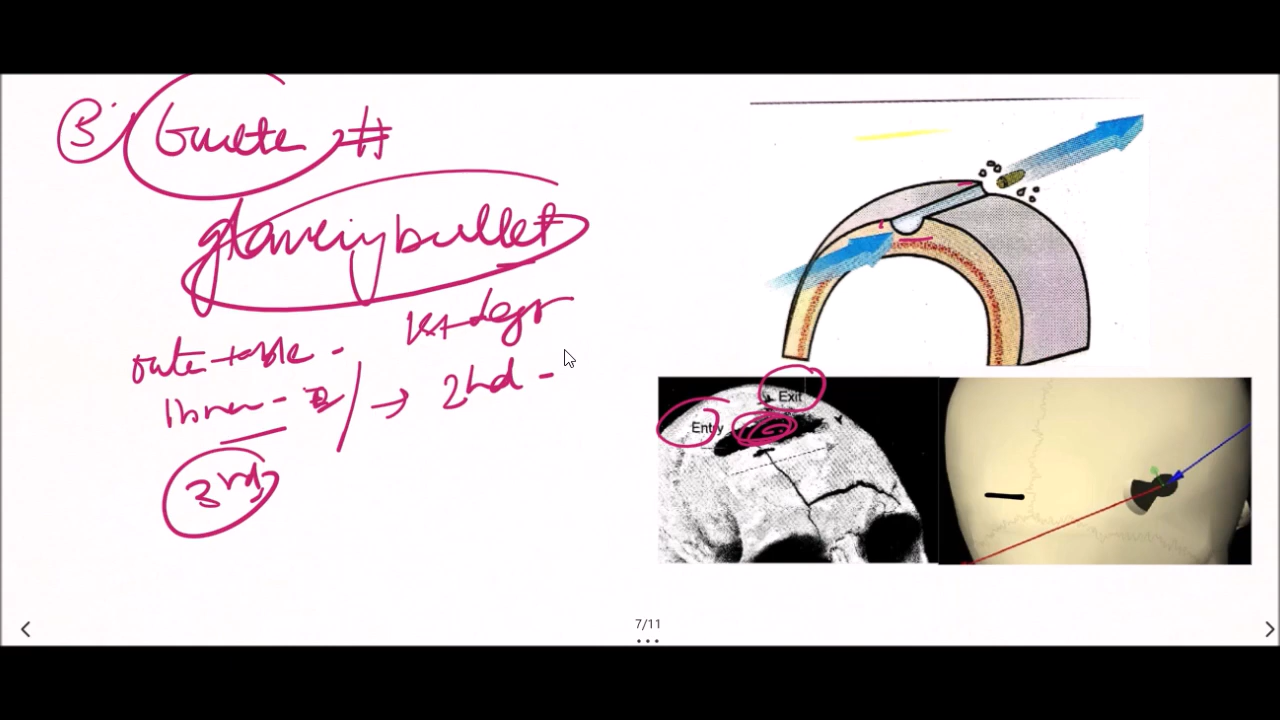 3. Gutter #
glancing bullet
outer table - 1st degr
Inner - → 2nd -
3rd
Exit
Entry
7/11